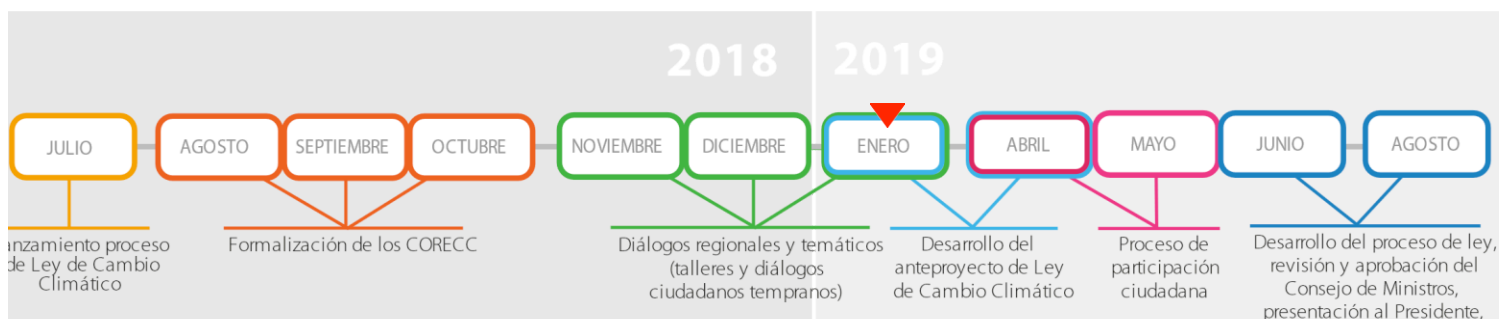 2018
2019
JULIO
AGOSTO
SEPTIEMBRE
OCTUBRE
NOVIEMBRE
DICIEMBRE
ENERO
ABRIL
MAYO
JUNIO
AGOSTO
anzamiento proceso
de Ley de Cambio
Climático
Formalización de los CORECC
Diálogos regionales y temáticos
(talleres y diálogos
ciudadanos tempranos)
Desarrollo del
anteproyecto de Ley
de Cambio Climático
Proceso de
participación
ciudadana
Desarrollo del proceso de ley,
revisión y aprobación del
Consejo de Ministros,
presentación al Presidente,